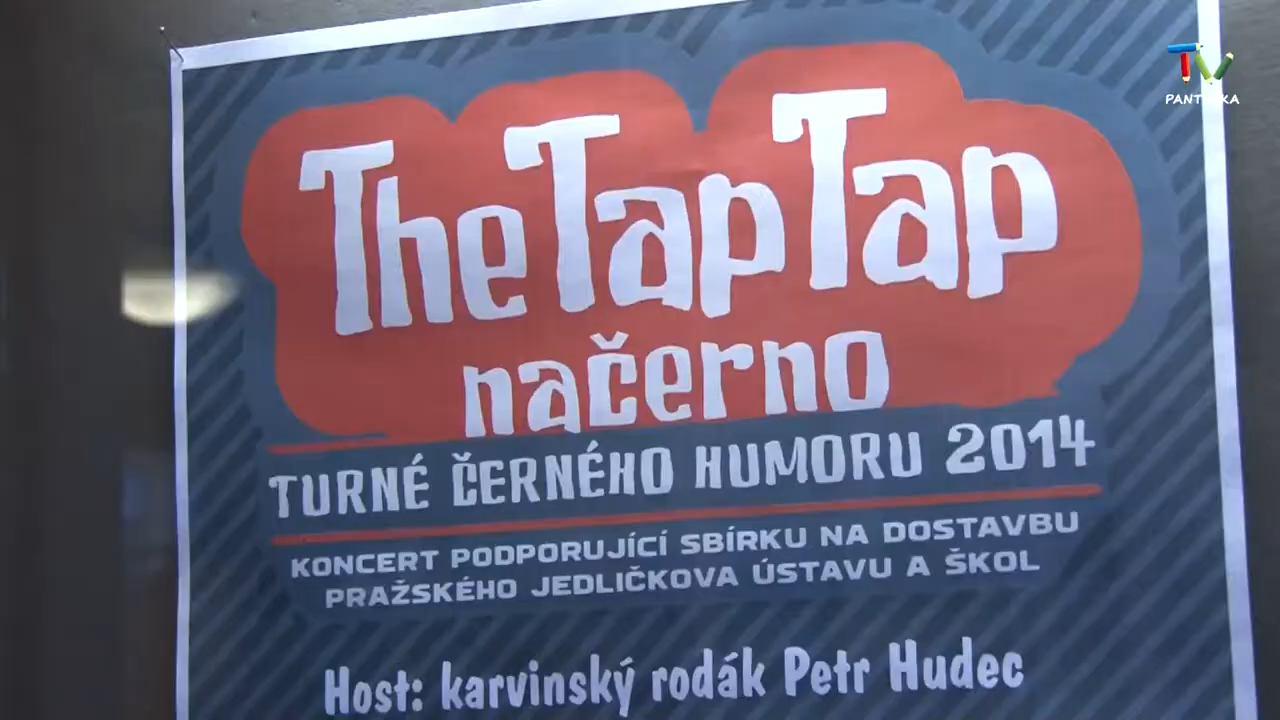 TV
The Tap Tap
načerno
TURNÉ ČERNÉHO HUMORU 2014
KONCERT PODPORUJÍCÍ SBÍRKU NA DOSTAVBU
PRAŽSKÉHO JEDLIČKOVA ÚSTAVU A ŠKOL
Host: karvinský rodák Petr Hudec